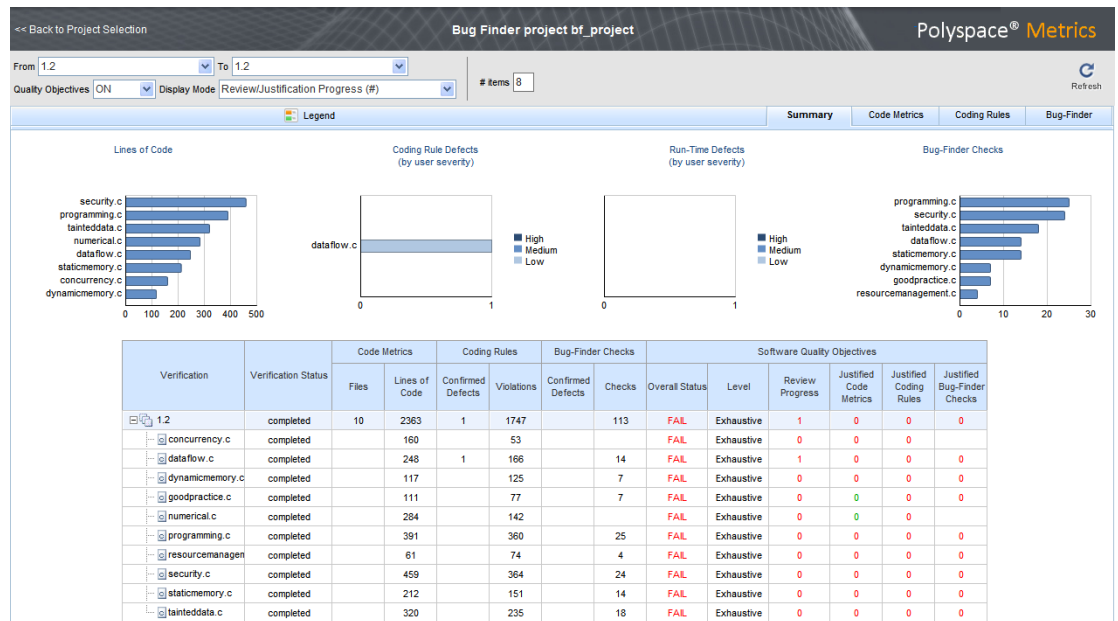 << Back to Project Selection
Bug Finder project bf_project
Polyspace® Metrics
From 1.2 To 1.2
# items 8
Quality Objectives ON Display Mode Review/Justification Progress (#)
Refresh
Legend
Summary Code Metrics Coding Rules Bug-Finder
Lines of Code
security.c
programming.c
tainteddata.c
numerical.c
dataflow.c
staticmemory.c
concurrency.c
dynamicmemory.c
0 100 200 300 400 500
Coding Rule Defects
(by user severity)
dataflow.c
High
Medium
Low
0 1
Run-Time Defects
(by user severity)
High
Medium
Low
0 1
Bug-Finder Checks
programming.c
security.c
tainteddata.c
dataflow.c
staticmemory.c
dynamicmemory.c
goodpractice.c
resourcemanagement.c
0 10 20 30
Verification Verification Status Code Metrics Coding Rules Bug-Finder Checks Software Quality Objectives
Files Lines of Code Confirmed Defects Violations Confirmed Defects Checks Overall Status Level Review Progress Justified Code Metrics Justified Coding Rules Justified Bug-Finder Checks
1.2 completed 10 2363 1 1747 113 FAIL Exhaustive 1 0 0 0
concurrency.c completed 160 53 FAIL Exhaustive 0 0 0
dataflow.c completed 248 1 166 14 FAIL Exhaustive 1 0 0 0
dynamicmemory.c completed 117 125 7 FAIL Exhaustive 0 0 0 0
goodpractice.c completed 111 77 7 FAIL Exhaustive 0 0 0 0
numerical.c completed 284 142 FAIL Exhaustive 0 0 0
programming.c completed 391 360 25 FAIL Exhaustive 0 0 0 0
resourcemanagen completed 61 74 4 FAIL Exhaustive 0 0 0 0
security.c completed 459 364 24 FAIL Exhaustive 0 0 0 0
staticmemory.c completed 212 151 14 FAIL Exhaustive 0 0 0 0
tainteddata.c completed 320 235 18 FAIL Exhaustive 0 0 0 0